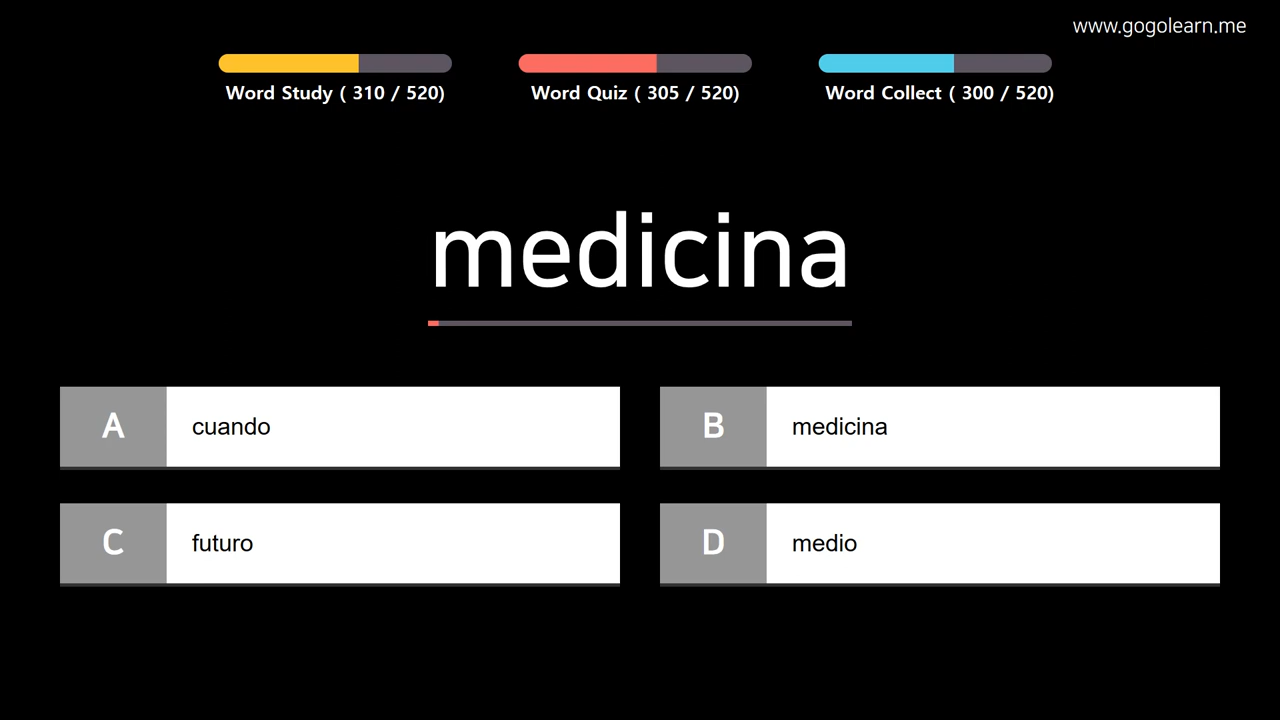 www.gogolearn.me
Word Study ( 310 / 520)
Word Quiz ( 305 / 520)
Word Collect ( 300 / 520)
medicina
A cuando
B medicina
C futuro
D medio